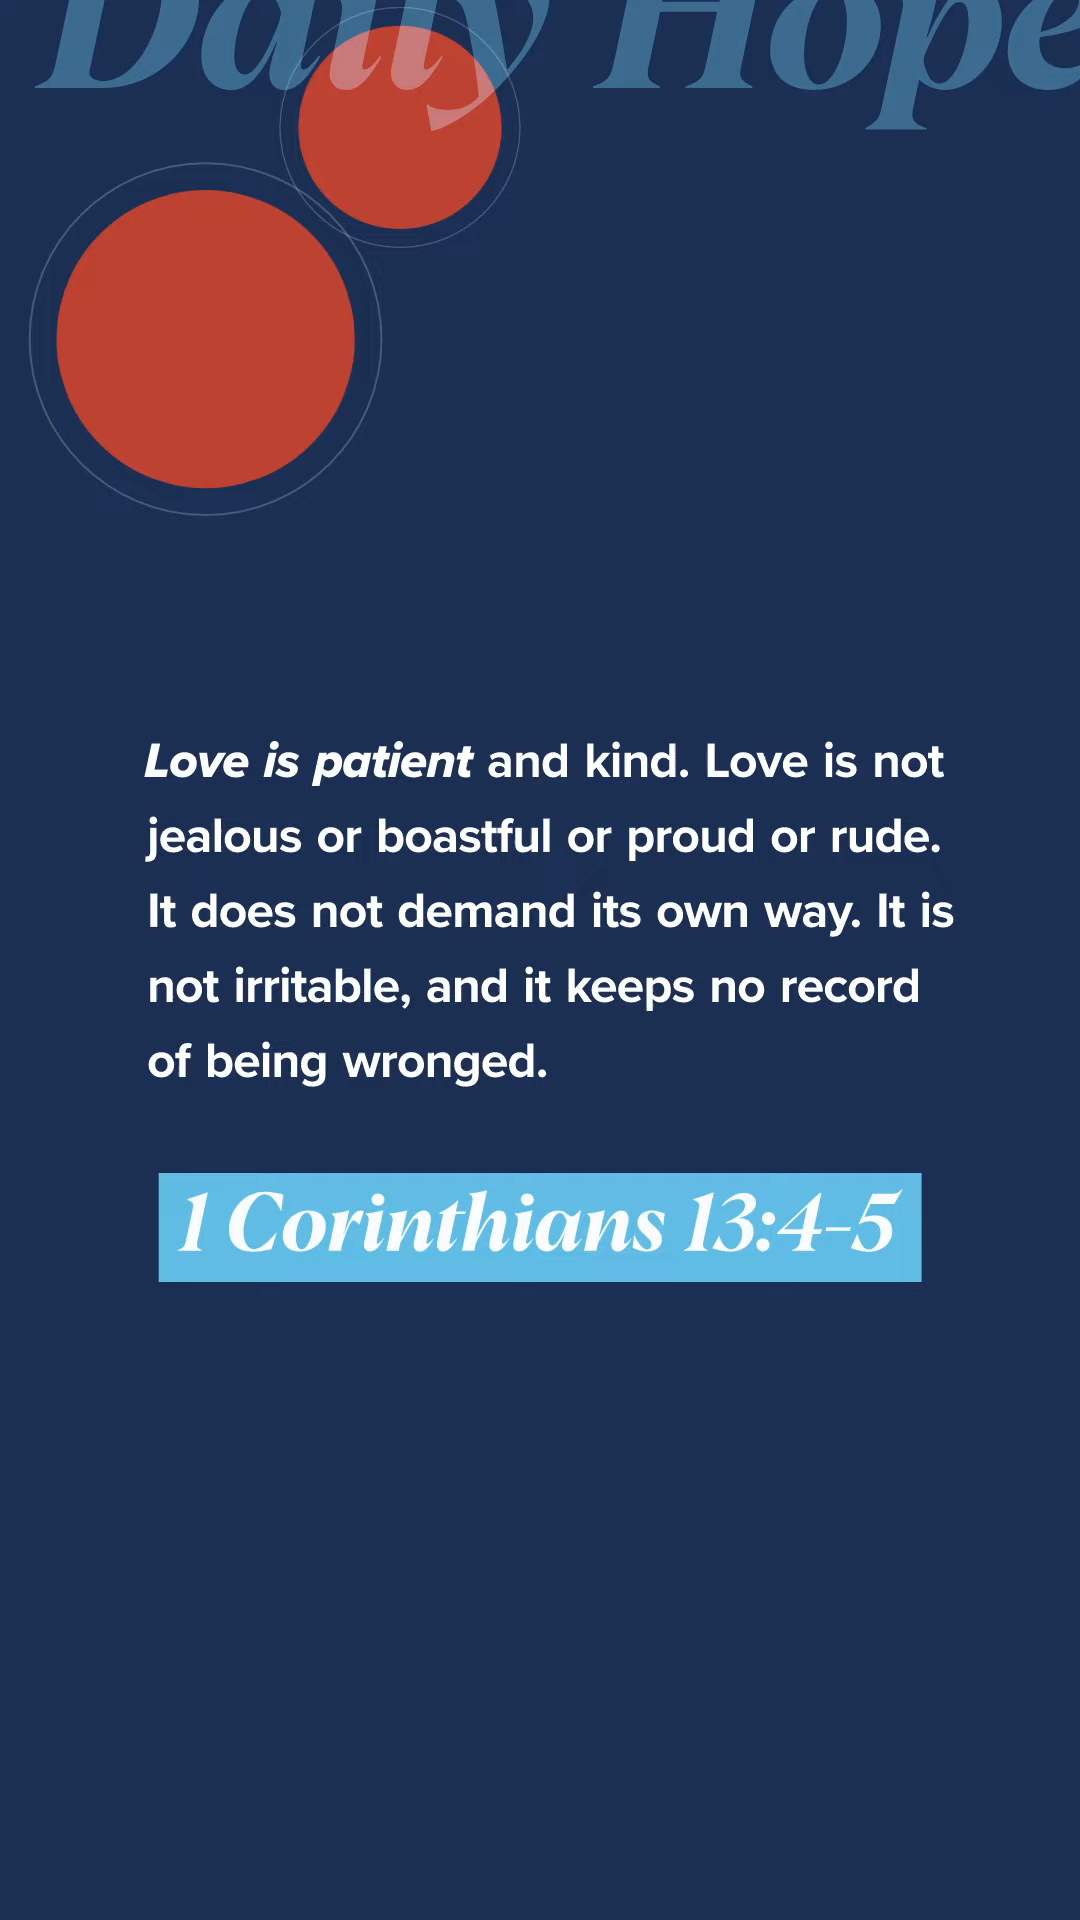 Daily Hope
Love is patient and kind. Love is not
jealous or boastful or proud or rude.
It does not demand its own way. It is
not irritable, and it keeps no record
of being wronged.
1 Corinthians 13:4-5